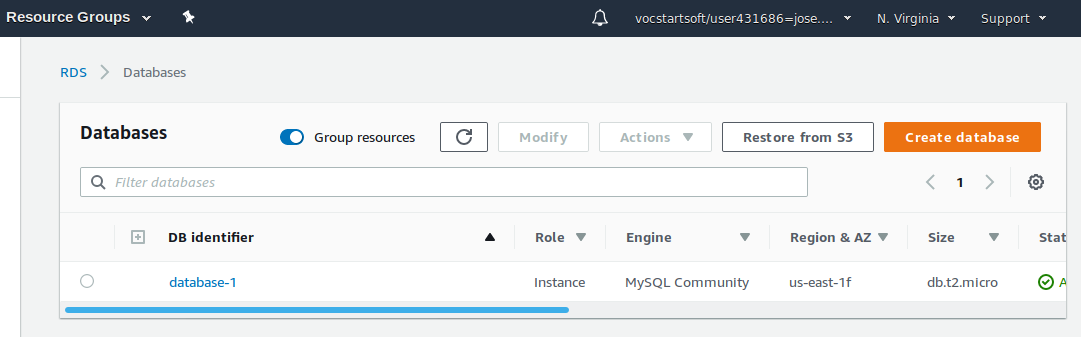 Resource Groups vocstartsoft/user431686=jose.... N. Virginia Support
RDS Databases
Databases Group resources Modify Actions Restore from S3 Create database
Filter databases 1
DB identifier Role Engine Region & AZ Size Stat
database-1 Instance MySQL Community us-east-1f db.t2.micro A